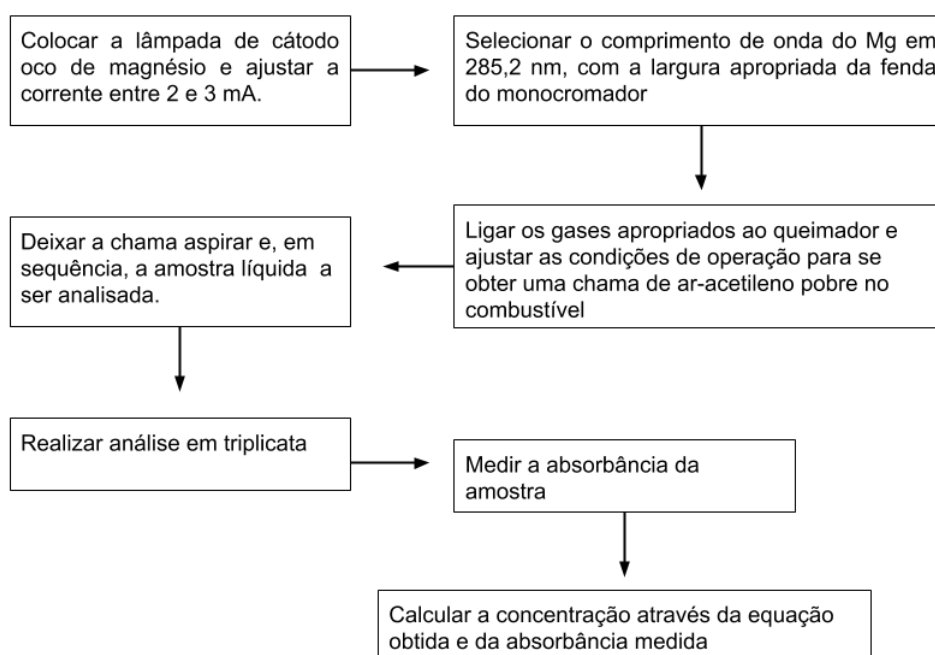 Colocar a lâmpada de cátodo
oco de magnésio e ajustar a
corrente entre 2 e 3 mA.
Selecionar o comprimento de onda do Mg em
285,2 nm, com a largura apropriada da fenda
do monocromador
Ligar os gases apropriados ao queimador e
ajustar as condições de operação para se
obter uma chama de ar-acetileno pobre no
combustível
Deixar a chama aspirar e, em
sequência, a amostra líquida a
ser analisada.
Realizar análise em triplicata
Medir a absorbância da
amostra
Calcular a concentração através da equação
obtida e da absorbância medida